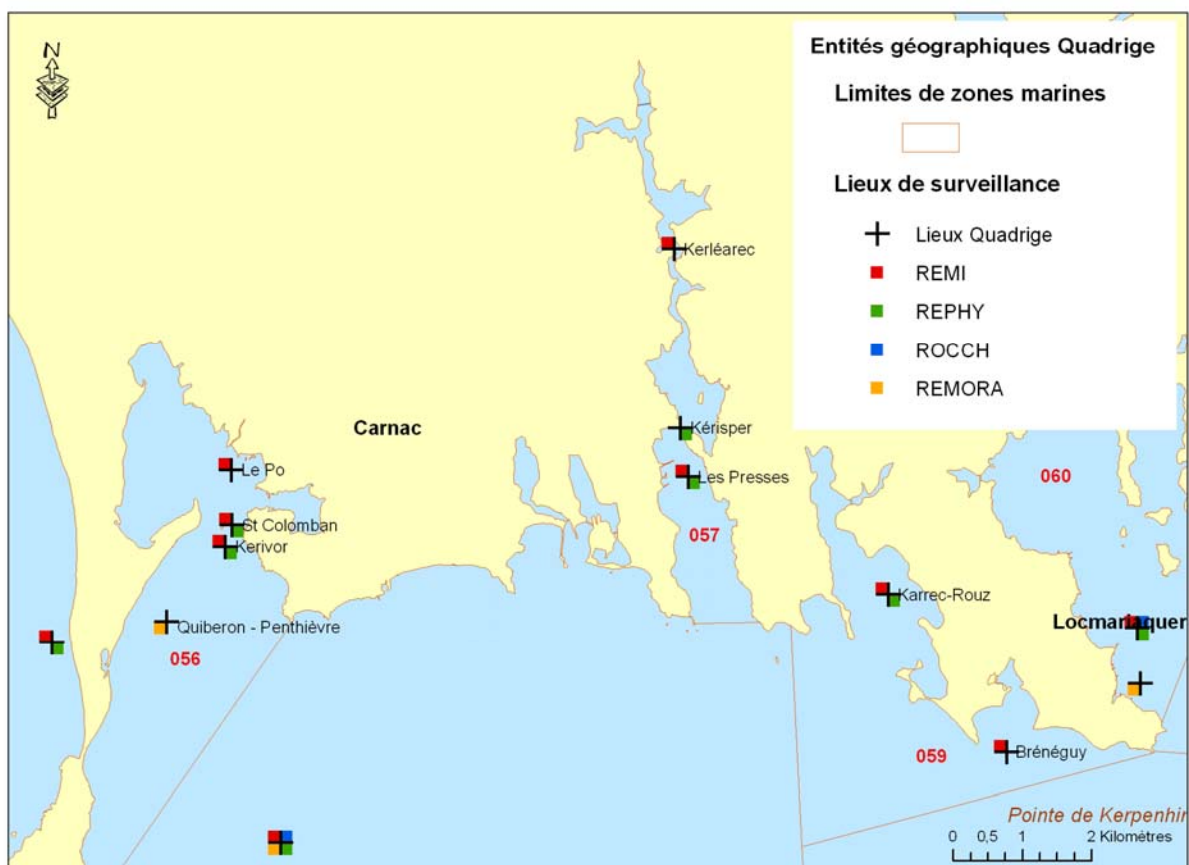 N
Entités géographiques Quadrige
Limites de zones marines
Lieux de surveillance
Lieux Quadrige
REMI
REPHY
ROCCH
REMORA
Kerléarec
Carnac
Kérisper
Le Po
Les Presses
060
St Colomban
Kerivor
057
Karrec-Rouz
Quiberon - Penthièvre
Locmariaquer
056
059
Brénéguy
Pointe de Kerpenhir
0 0,5 1 2 Kilométres